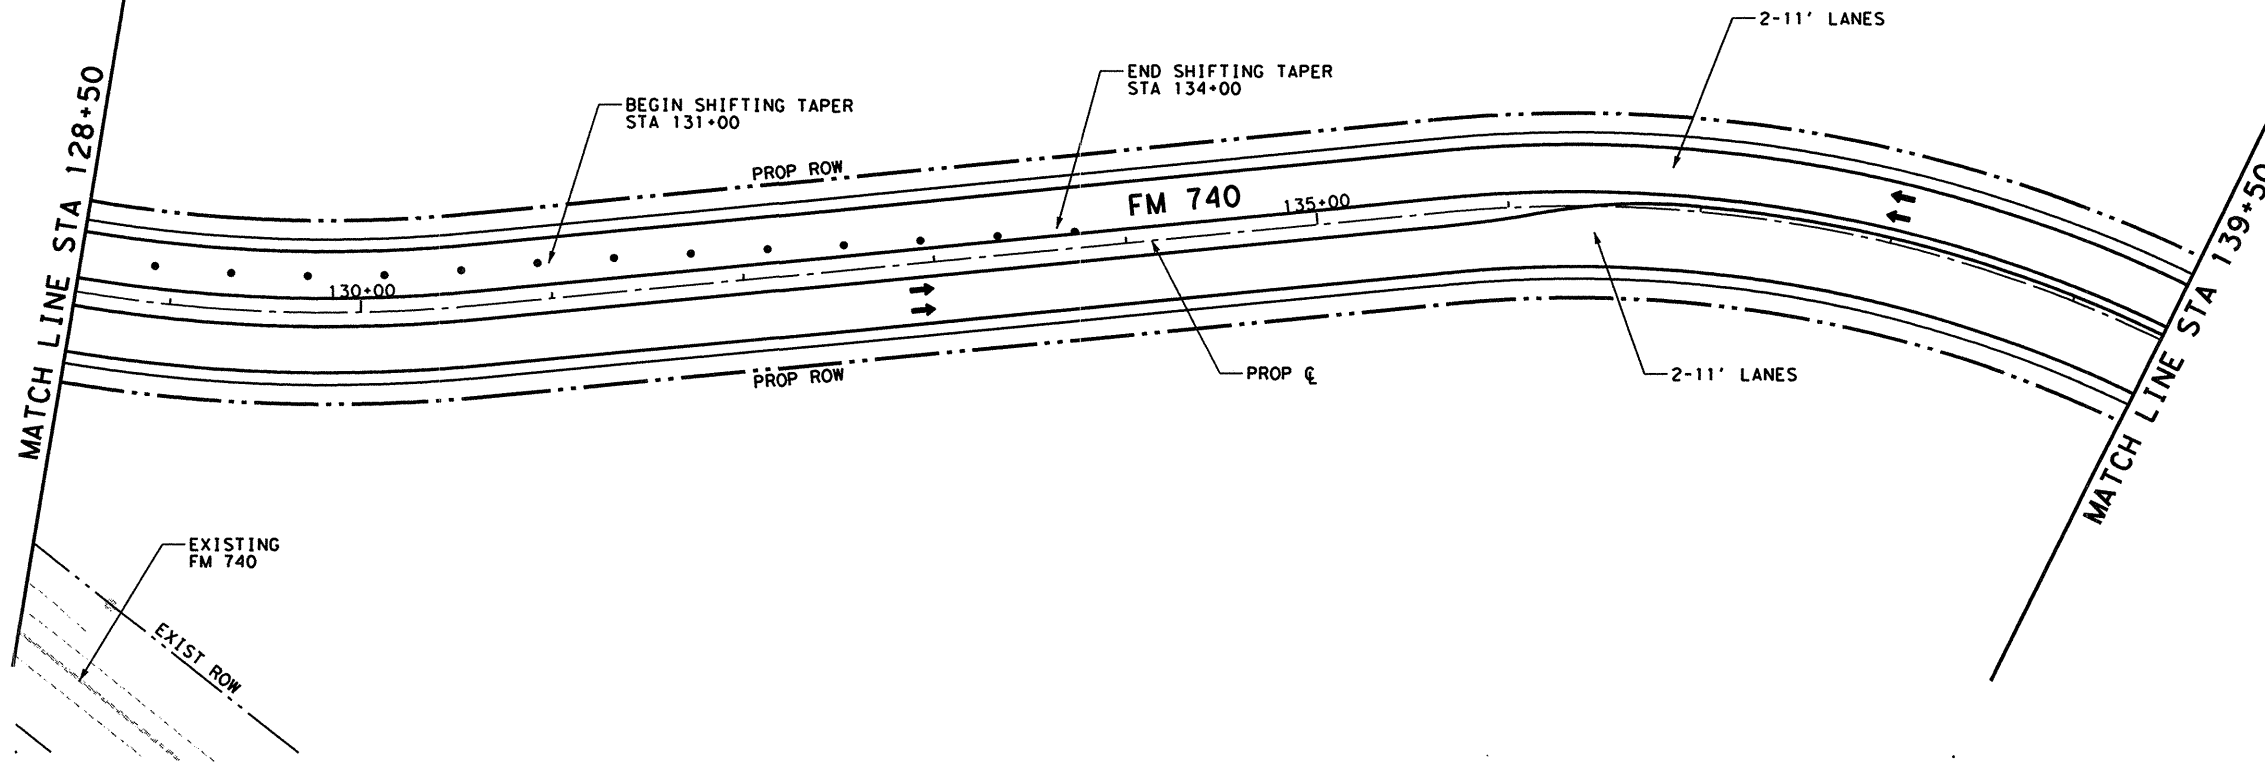 2-11' LANES
END SHIFTING TAPER
STA 134+00
BEGIN SHIFTING TAPER
STA 131+00
MATCH LINE STA 128+50
PROP ROW
FM 740
135+00
130+00
MATCH LINE STA 139+50
PROP ROW
PROP ℄
2-11' LANES
EXISTING
FM 740
EXIST ROW